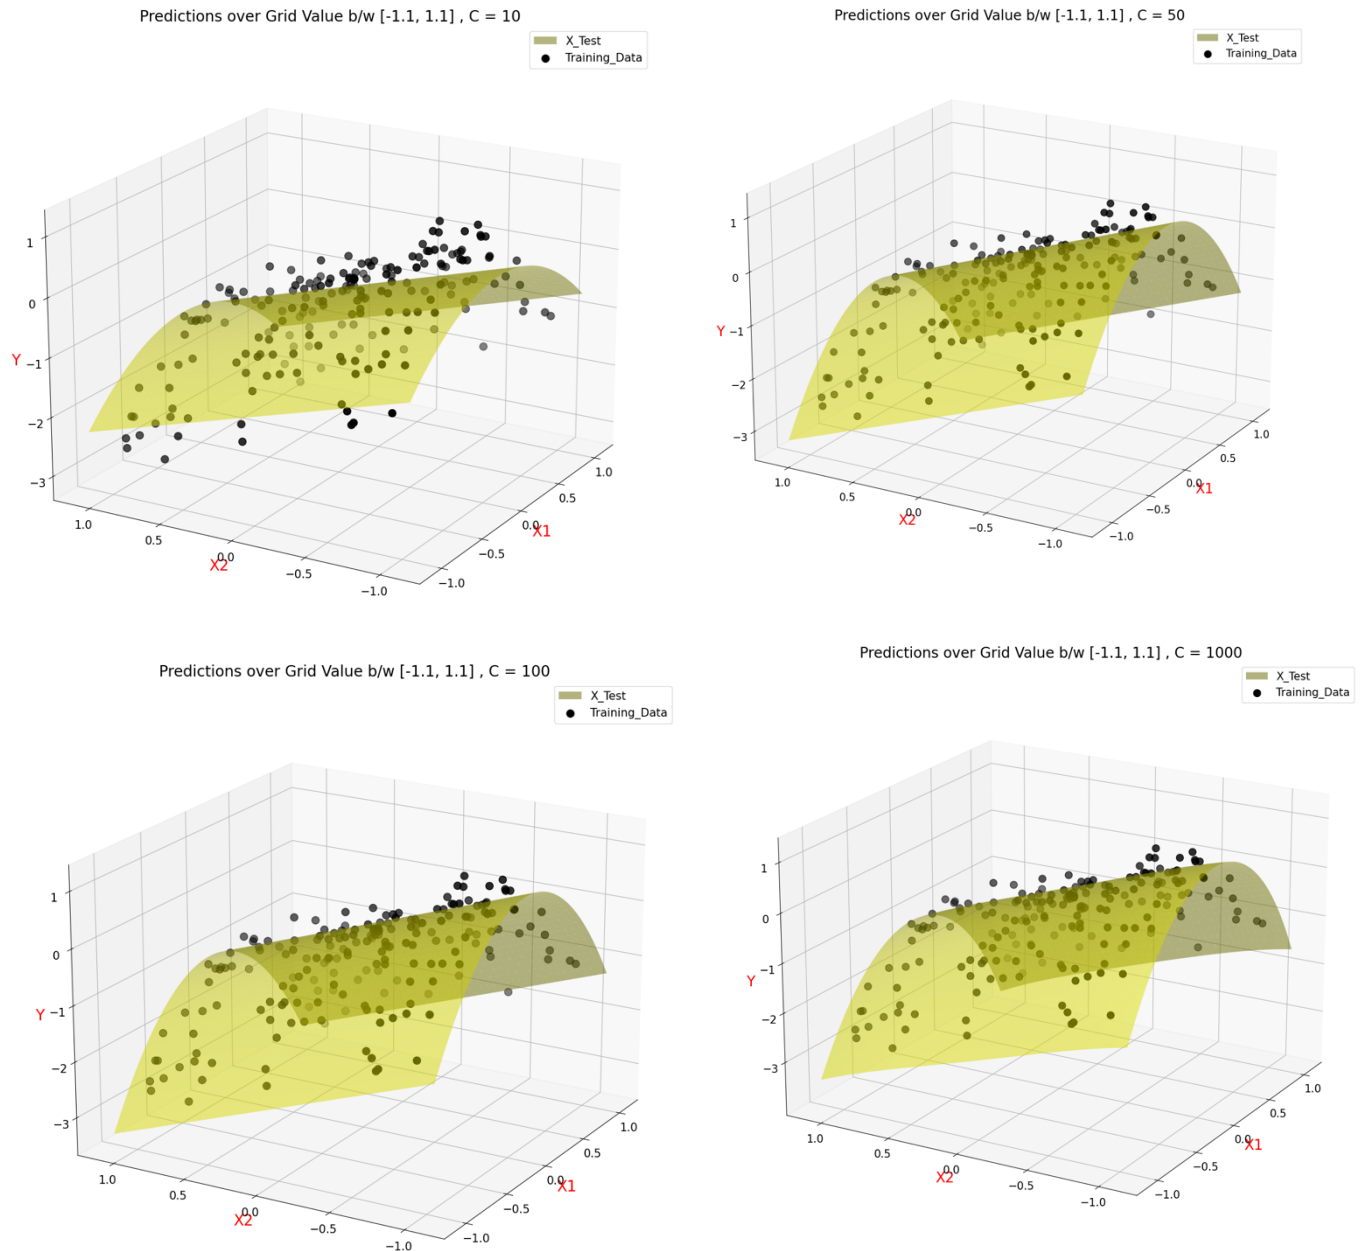 Predictions over Grid Value b/w [-1.1, 1.1] , C = 10
X_Test
Training_Data
1
0
Y
−1
−2
−3
1.0
0.5
0.0
X2
−0.5
−1.0
1.0
0.5
0.0
X1
−0.5
−1.0
Predictions over Grid Value b/w [-1.1, 1.1] , C = 50
X_Test
Training_Data
1
0
Y
−1
−2
−3
1.0
0.5
0.0
X2
−0.5
−1.0
1.0
0.5
0.0
X1
−0.5
−1.0
Predictions over Grid Value b/w [-1.1, 1.1] , C = 100
X_Test
Training_Data
1
0
Y
−1
−2
−3
1.0
0.5
0.0
X2
−0.5
−1.0
1.0
0.5
0.0
X1
−0.5
−1.0
Predictions over Grid Value b/w [-1.1, 1.1] , C = 1000
X_Test
Training_Data
1
0
Y
−1
−2
−3
1.0
0.5
0.0
X2
−0.5
−1.0
1.0
0.5
0.0
X1
−0.5
−1.0